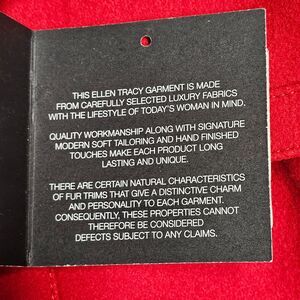 THIS ELLEN TRACY GARMENT IS MADE
FROM CAREFULLY SELECTED LUXURY FABRICS
WITH THE LIFESTYLE OF TODAY'S WOMAN IN MIND.
QUALITY WORKMANSHIP ALONG WITH SIGNATURE
MODERN SOFT TAILORING AND HAND FINISHED
TOUCHES MAKE EACH PRODUCT LONG
LASTING AND UNIQUE.
THERE ARE CERTAIN NATURAL CHARACTERISTICS
OF FUR TRIMS THAT GIVE A DISTINCTIVE CHARM
AND PERSONALITY TO EACH GARMENT.
CONSEQUENTLY, THESE PROPERTIES CANNOT
THEREFORE BE CONSIDERED
DEFECTS SUBJECT TO ANY CLAIMS.